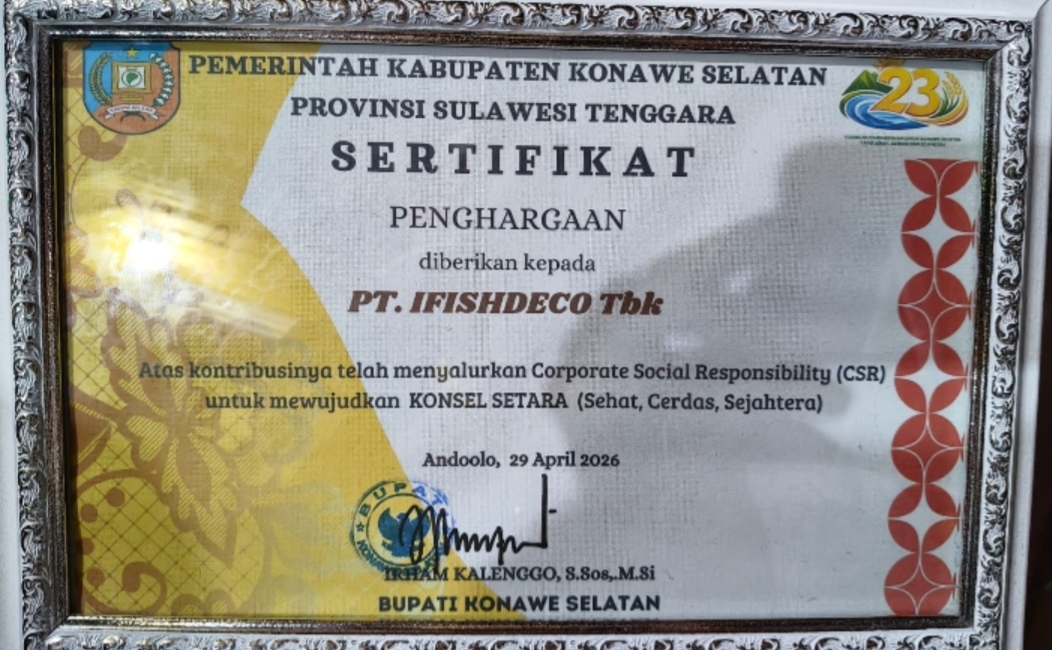 PEMERINTAH KABUPATEN KONAWE SELATAN
PROVINSI SULAWESI TENGGARA
23
SERTIFIKAT
PENGHARGAAN
diberikan kepada
PT. IFISHDECO Tbk
Atas kontribusinya telah menyalurkan Corporate Social Responsibility (CSR)
untuk mewujudkan KONSEL SETARA (Sehat, Cerdas, Sejahtera)
Andoolo, 29 April 2026
BUPATI
IRHAM KALENGGO, S.Sos,.M.Si
BUPATI KONAWE SELATAN